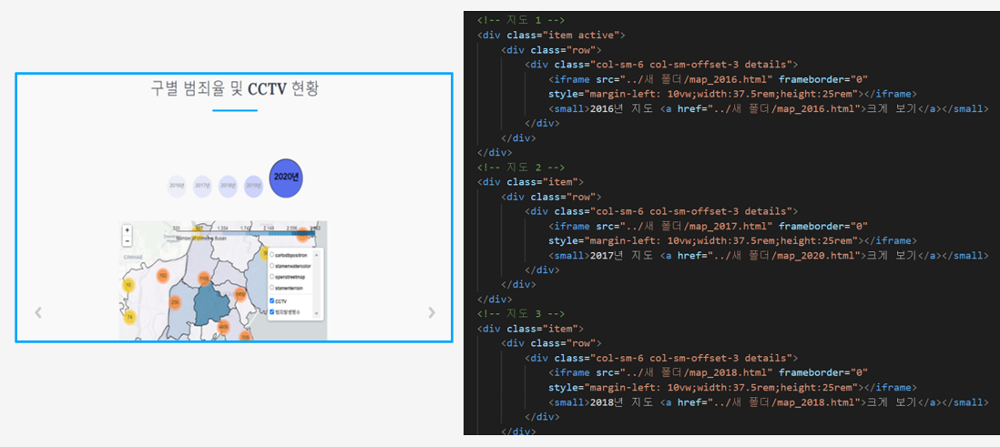 구별 범죄율 및 CCTV 현황
2016년 2017년 2018년 2019년 2020년
+
−
GIMHAE
cartodbpositron
stamenwatercolor
openstreetmap
stamenterrain
CCTV
<!-- 지도 1 -->
<div class="item active">
<div class="row">
<div class="col-sm-6 col-sm-offset-3 details">
<iframe src="../새 폴더/map_2016.html" frameborder="0"
style="margin-left: 10vw;width:37.5rem;height:25rem"></iframe>
<small>2016년 지도 <a href="../새 폴더/map_2016.html">크게 보기</a></small>
</div>
</div>
</div>
<!-- 지도 2 -->
<div class="item">
<div class="row">
<div class="col-sm-6 col-sm-offset-3 details">
<iframe src="../새 폴더/map_2017.html" frameborder="0"
style="margin-left: 10vw;width:37.5rem;height:25rem"></iframe>
<small>2017년 지도 <a href="../새 폴더/map_2020.html">크게 보기</a></small>
</div>
</div>
</div>
<!-- 지도 3 -->
<div class="item">
<div class="row">
<div class="col-sm-6 col-sm-offset-3 details">
<iframe src="../새 폴더/map_2018.html" frameborder="0"
style="margin-left: 10vw;width:37.5rem;height:25rem"></iframe>
<small>2018년 지도 <a href="../새 폴더/map_2018.html">크게 보기</a></small>
</div>
</div>